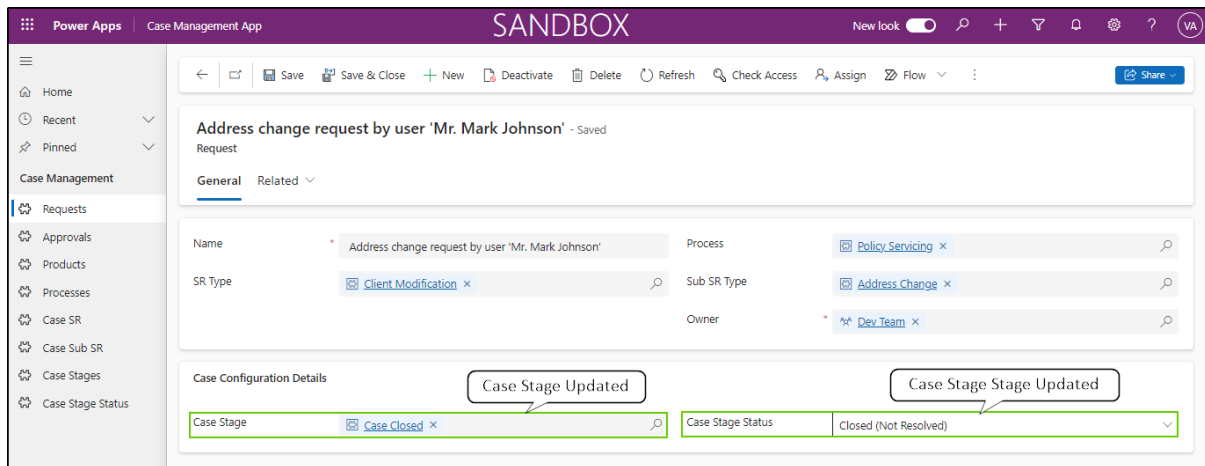 Power Apps Case Management App SANDBOX New look VA
Save Save & Close New Deactivate Delete Refresh Check Access Assign Flow Share
Home
Recent
Pinned
Case Management
Requests
Approvals
Products
Processes
Case SR
Case Sub SR
Case Stages
Case Stage Status
Address change request by user 'Mr. Mark Johnson' - Saved
Request
General Related
Name * Address change request by user 'Mr. Mark Johnson' Process Policy Servicing ×
SR Type Client Modification × Sub SR Type Address Change ×
Owner * Dev Team ×
Case Configuration Details
Case Stage Updated Case Stage Stage Updated
Case Stage Case Closed × Case Stage Status Closed (Not Resolved)